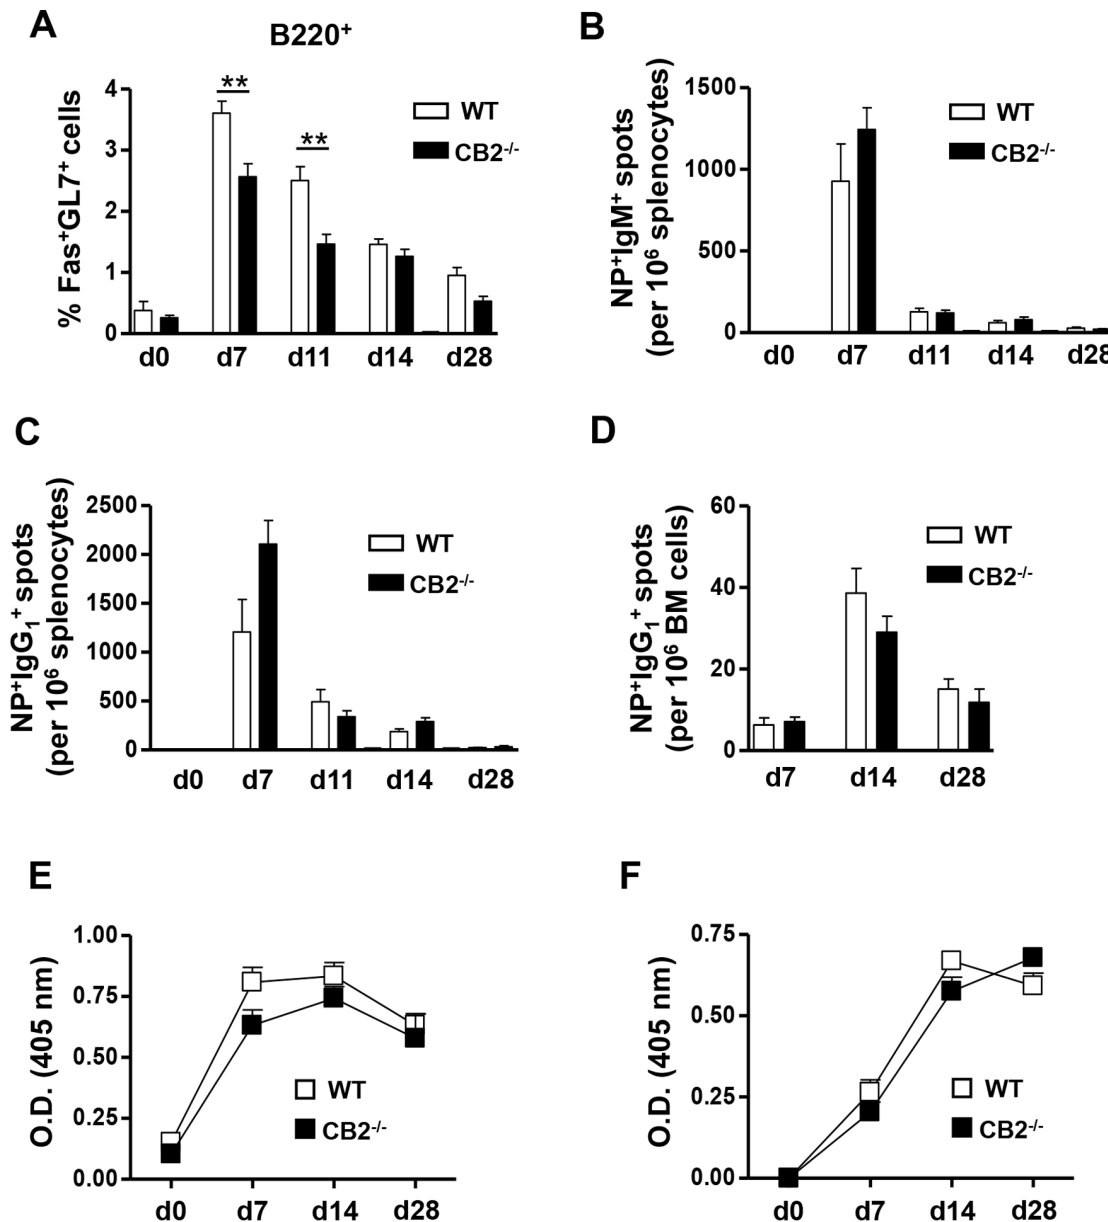 A
B220⁺
% Fas⁺GL7⁺ cells
4
3
2
1
0
**
**
WT
CB2⁻/⁻
d0 d7 d11 d14 d28
B
NP⁺IgM⁺ spots
(per 10⁶ splenocytes)
1500
1000
500
0
WT
CB2⁻/⁻
d0 d7 d11 d14 d28
C
NP⁺IgG₁⁺ spots
(per 10⁶ splenocytes)
2500
2000
1500
1000
500
0
WT
CB2⁻/⁻
d0 d7 d11 d14 d28
D
NP⁺IgG₁⁺ spots
(per 10⁶ BM cells)
60
40
20
0
WT
CB2⁻/⁻
d7 d14 d28
E
O.D. (405 nm)
1.00
0.75
0.50
0.25
0.00
WT
CB2⁻/⁻
d0 d7 d14 d28
F
O.D. (405 nm)
0.75
0.50
0.25
0.00
WT
CB2⁻/⁻
d0 d7 d14 d28